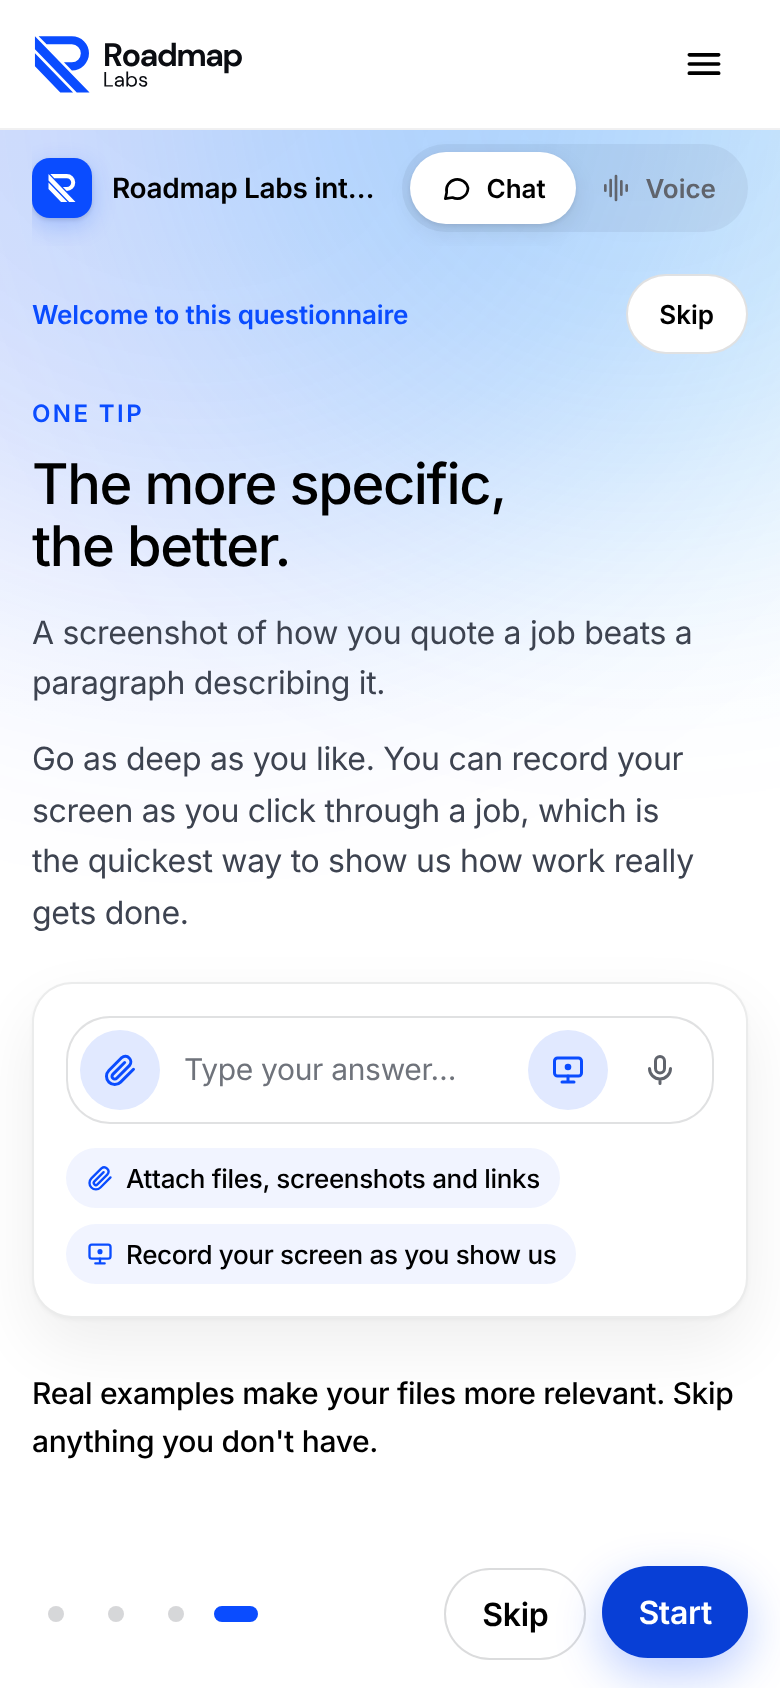 Roadmap
Labs
Roadmap Labs int...
Chat
Voice
Welcome to this questionnaire
Skip
ONE TIP
The more specific,
the better.
A screenshot of how you quote a job beats a
paragraph describing it.
Go as deep as you like. You can record your
screen as you click through a job, which is
the quickest way to show us how work really
gets done.
Type your answer...
Attach files, screenshots and links
Record your screen as you show us
Real examples make your files more relevant. Skip
anything you don't have.
Skip
Start